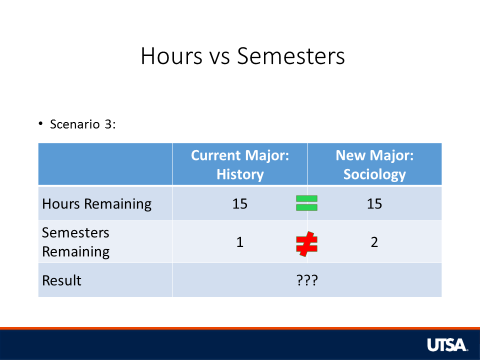 Hours vs Semesters
• Scenario 3:
Current Major: New Major:
History Sociology
Hours Remaining 15 = 15
Semesters
Remaining 1 ≠ 2
Result ???
UTSA